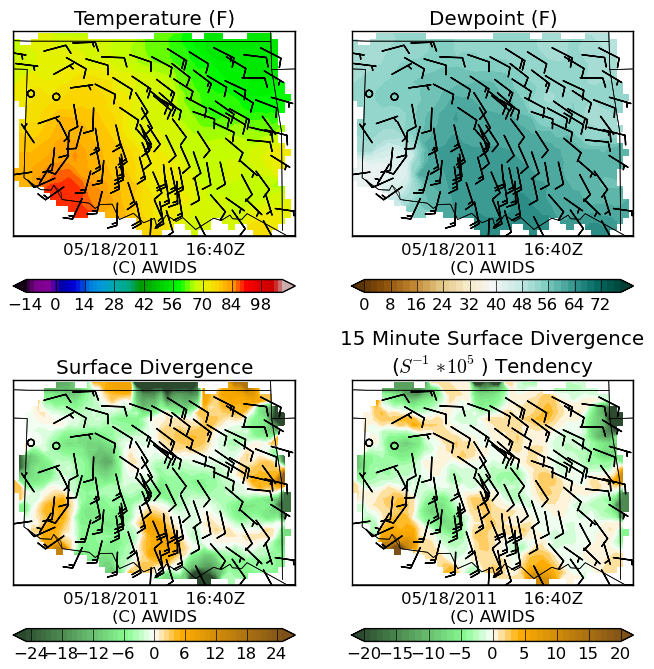 Temperature (F)
Dewpoint (F)
05/18/2011 16:40Z
(C) AWIDS
05/18/2011 16:40Z
(C) AWIDS
−14 0 14 28 42 56 70 84 98
0 8 16 24 32 40 48 56 64 72
Surface Divergence
15 Minute Surface Divergence
(S⁻¹ *10⁵ ) Tendency
05/18/2011 16:40Z
(C) AWIDS
05/18/2011 16:40Z
(C) AWIDS
−24 −18 −12 −6 0 6 12 18 24
−20 −15 −10 −5 0 5 10 15 20